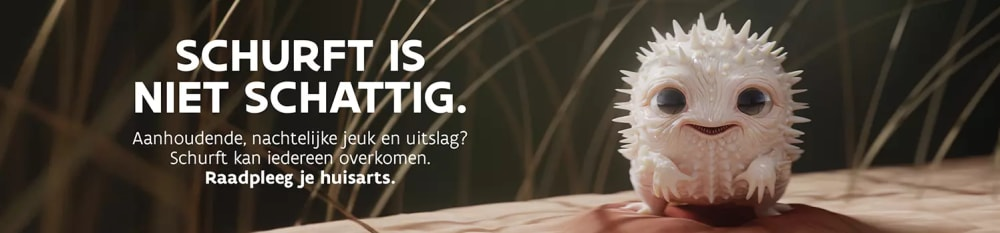 SCHURFT IS
NIET SCHATTIG.
Aanhoudende, nachtelijke jeuk en uitslag?
Schurft kan iedereen overkomen.
Raadpleeg je huisarts.